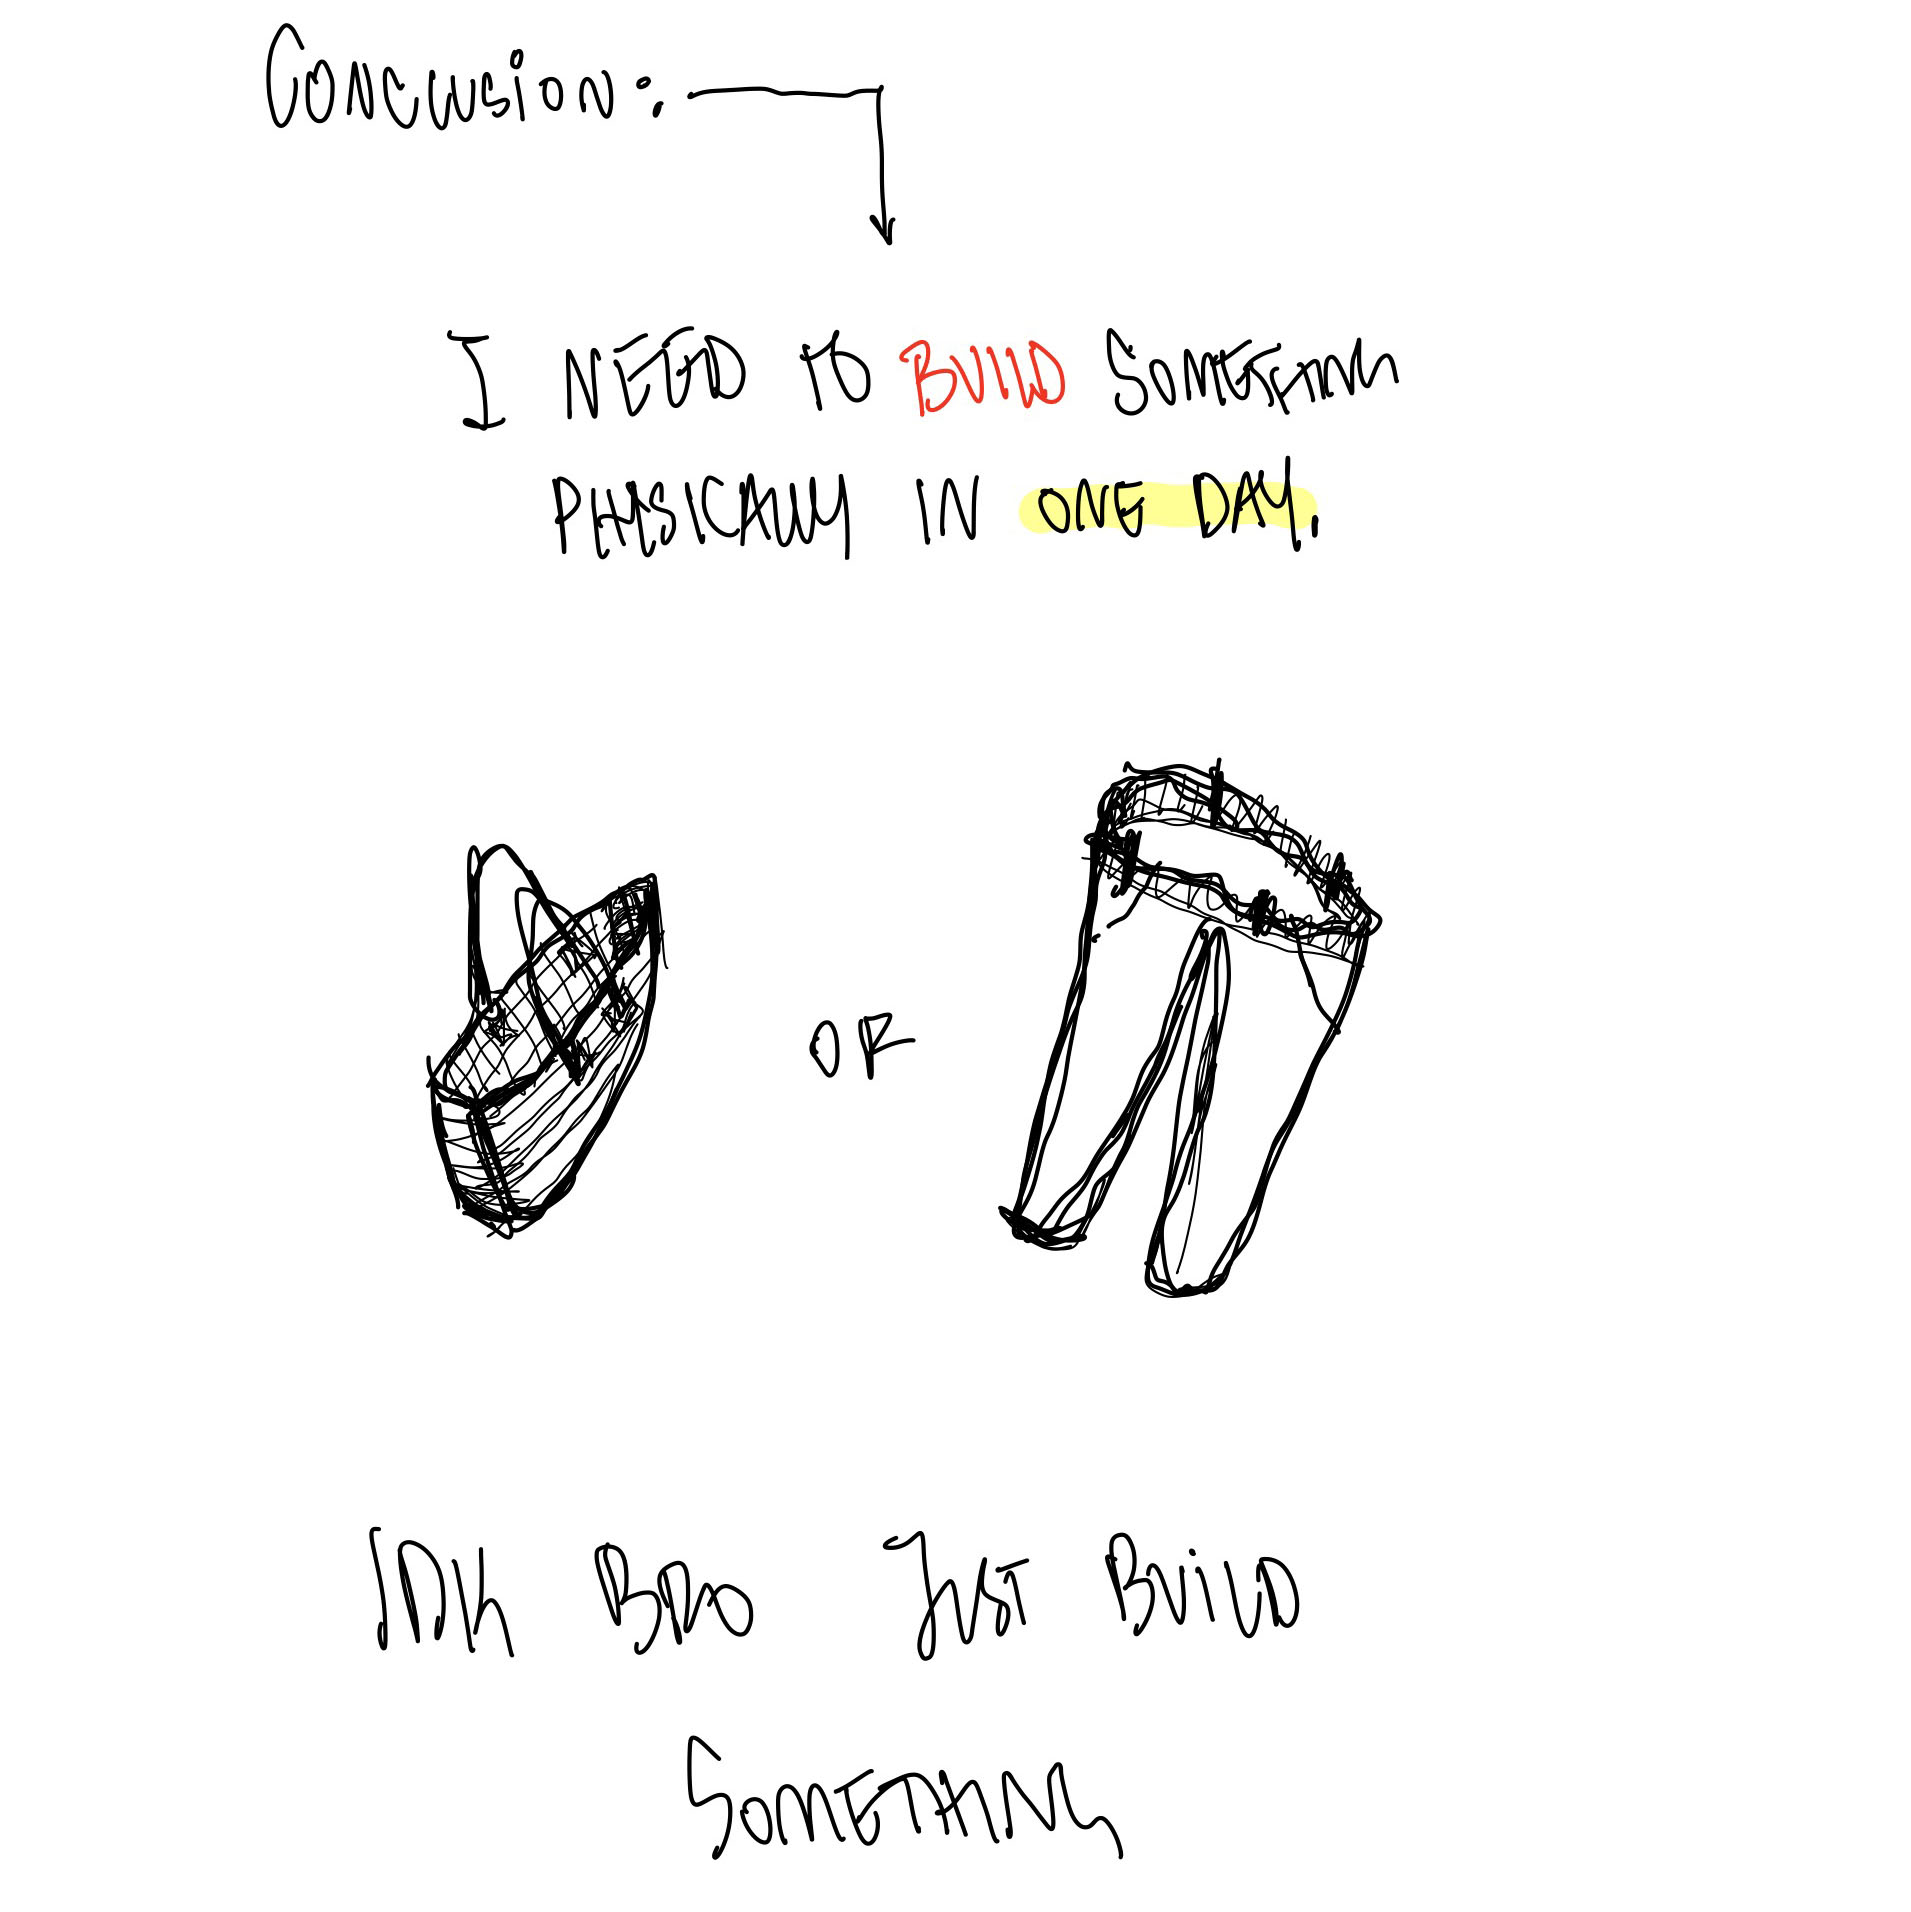 Conclusion:
I NEED TO BUILD SOMETHING
PHYSICALLY IN ONE DAY!
OR
IDK BRO JUST BUiLD
SOMETHING